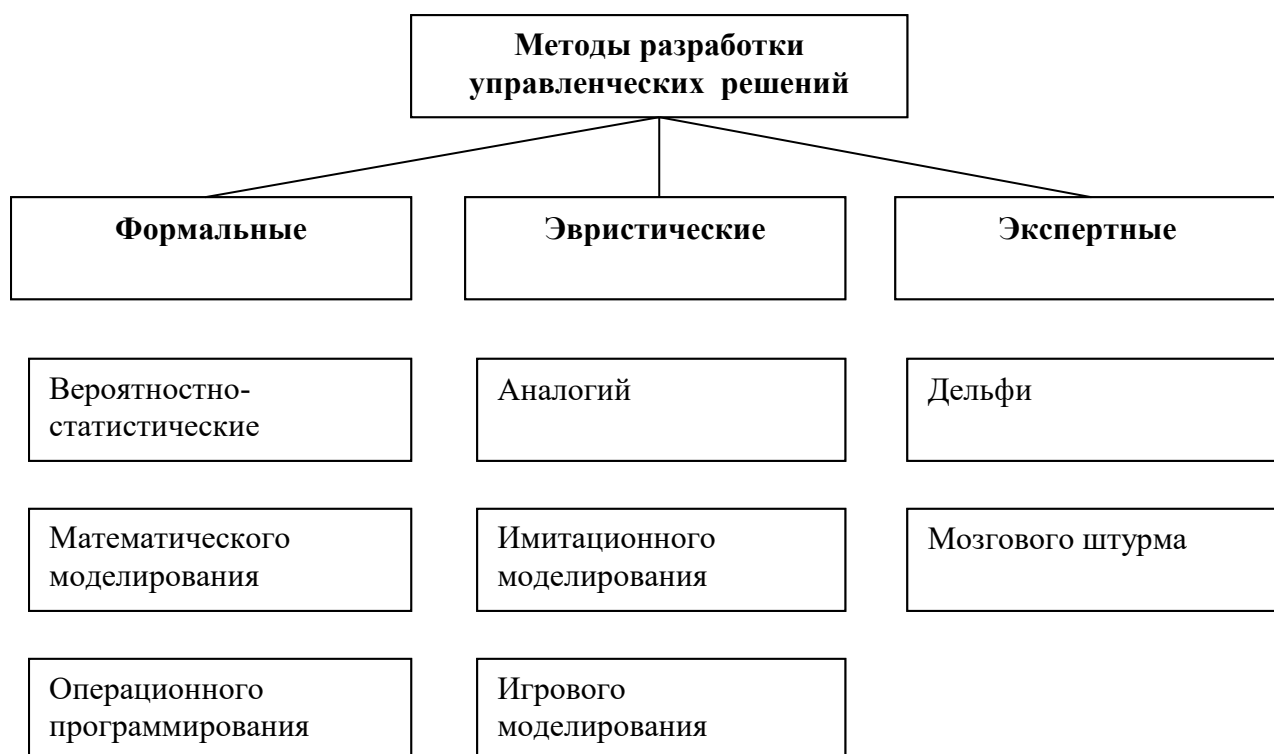 Методы разработки
управленческих решений
Формальные
Эвристические
Экспертные
Вероятностно-
статистические
Аналогий
Дельфи
Математического
моделирования
Имитационного
моделирования
Мозгового штурма
Операционного
программирования
Игрового
моделирования